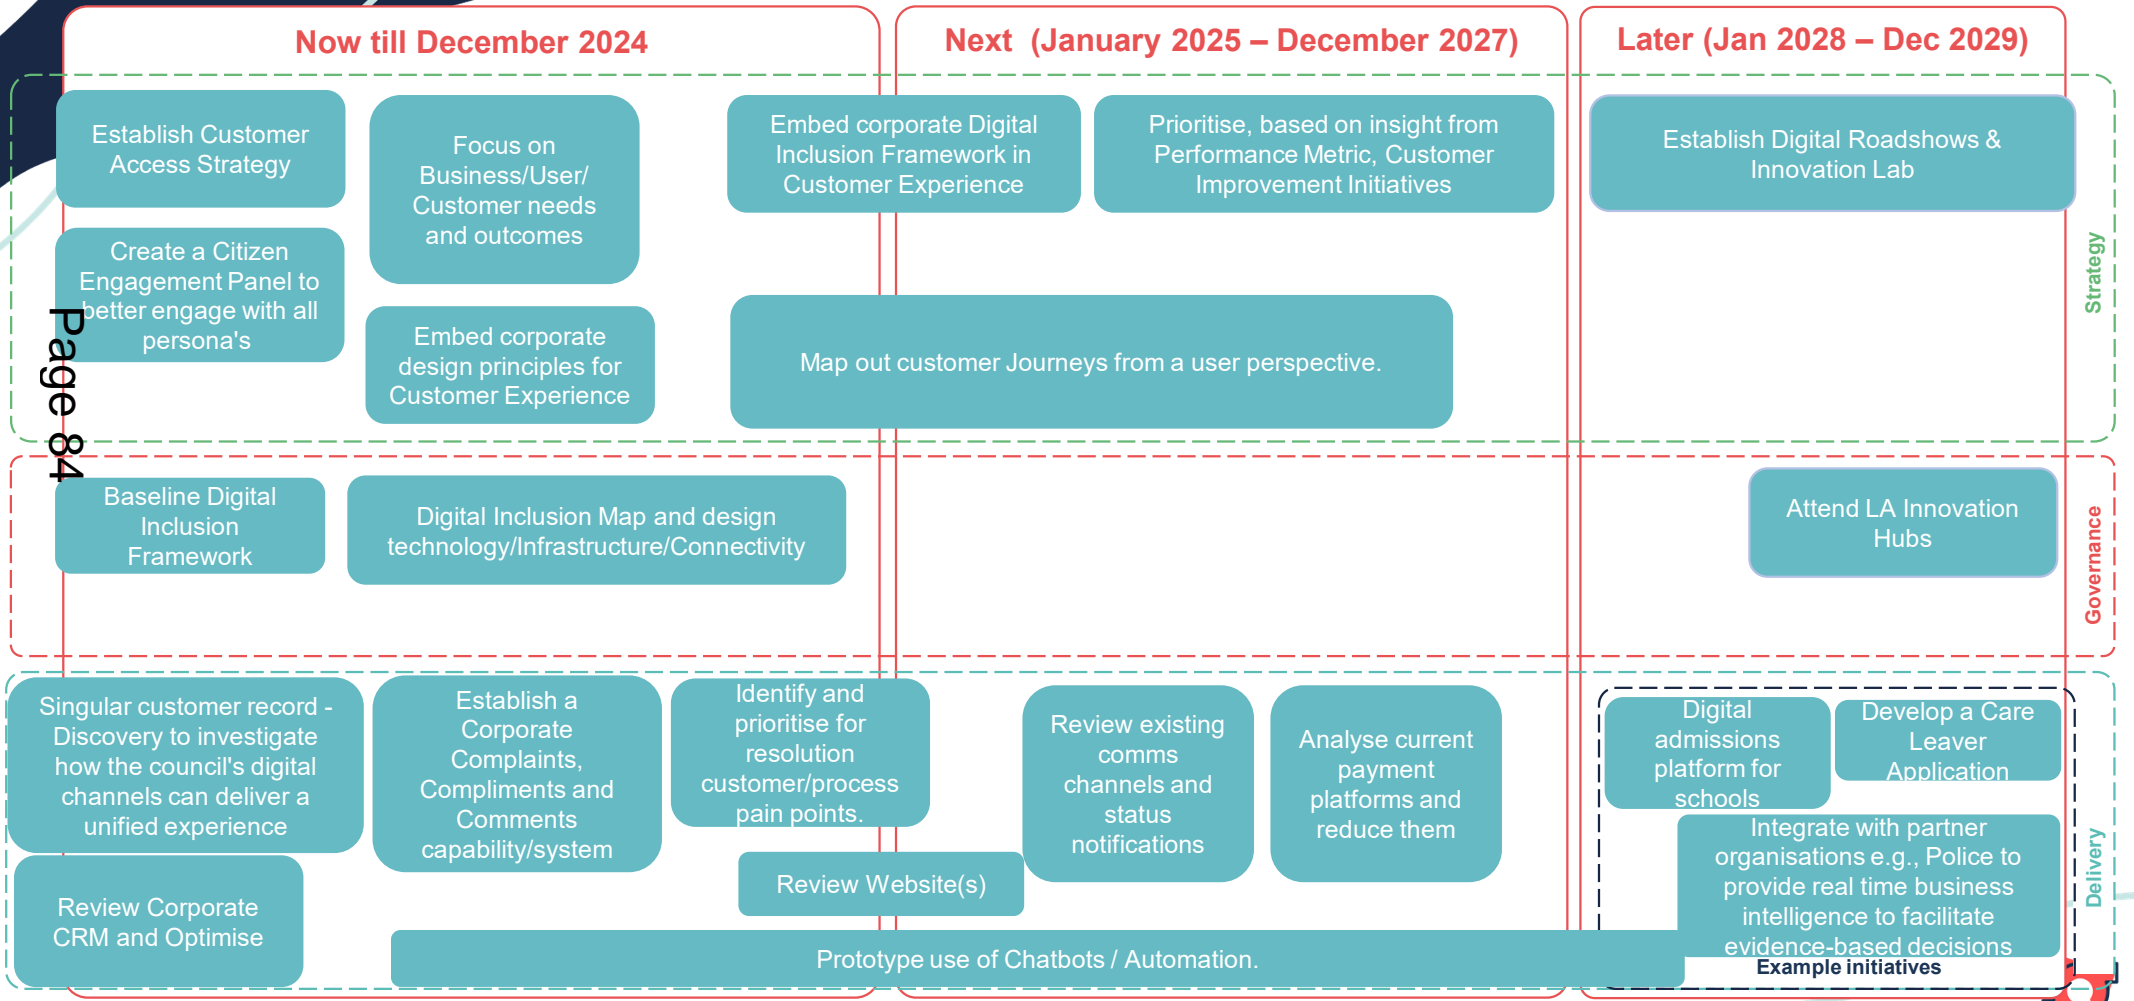 Now till December 2024
Next (January 2025 – December 2027)
Later (Jan 2028 – Dec 2029)
Establish Customer
Access Strategy
Focus on
Business/User/
Customer needs
and outcomes
Embed corporate Digital
Inclusion Framework in
Customer Experience
Prioritise, based on insight from
Performance Metric, Customer
Improvement Initiatives
Establish Digital Roadshows &
Innovation Lab
Create a Citizen
Engagement Panel to
better engage with all
persona's
Embed corporate
design principles for
Customer Experience
Map out customer Journeys from a user perspective.
Strategy
Page 84
Baseline Digital
Inclusion
Framework
Digital Inclusion Map and design
technology/Infrastructure/Connectivity
Attend LA Innovation
Hubs
Governance
Singular customer record -
Discovery to investigate
how the council's digital
channels can deliver a
unified experience
Establish a
Corporate
Complaints,
Compliments and
Comments
capability/system
Identify and
prioritise for
resolution
customer/process
pain points.
Review existing
comms
channels and
status
notifications
Analyse current
payment
platforms and
reduce them
Digital
admissions
platform for
schools
Develop a Care
Leaver
Application
Integrate with partner
organisations e.g., Police to
provide real time business
intelligence to facilitate
evidence-based decisions
Review Website(s)
Review Corporate
CRM and Optimise
Prototype use of Chatbots / Automation.
Example initiatives
Delivery